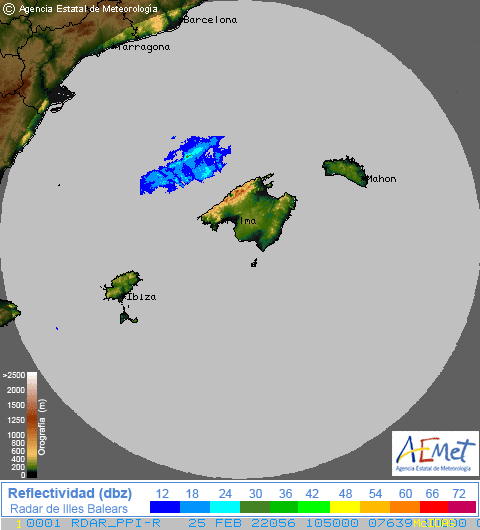 © Agencia Estatal de Meteorología
Barcelona
Tarragona
Mahon
lma
Ibiza
>2500
2000
1500
1000
800
600
400
200
0
Orografía (m)
AEMet
Agencia Estatal de Meteorología
Reflectividad (dbz)
Radar de Illes Balears
12 18 24 30 36 42 48 54 60 66 72
1 0001 RDAR_PPI-R 25 FEB 22056 105000 07639